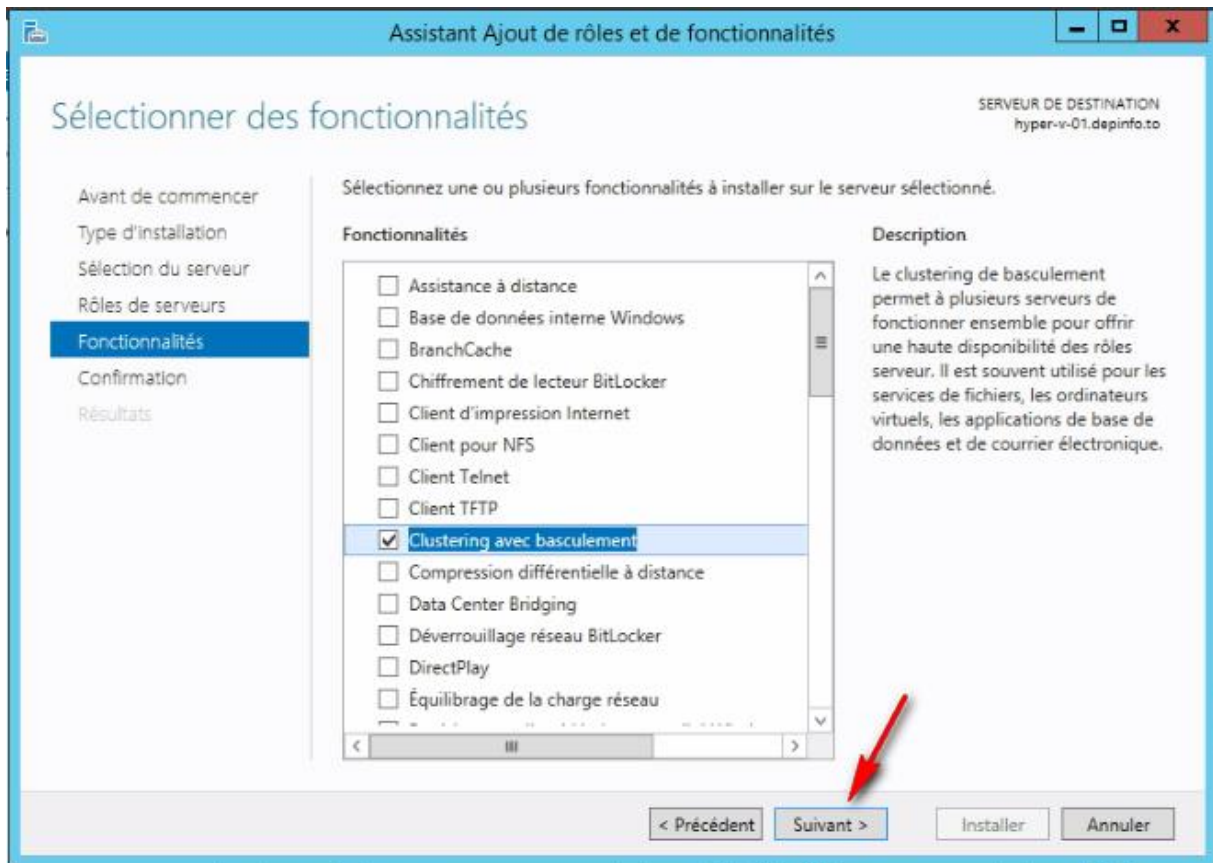 Assistant Ajout de rôles et de fonctionnalités
Sélectionner des fonctionnalités
SERVEUR DE DESTINATION
hyper-v-01.depinfo.to
Avant de commencer
Type d'installation
Sélection du serveur
Rôles de serveurs
Fonctionnalités
Confirmation
Résultats
Sélectionnez une ou plusieurs fonctionnalités à installer sur le serveur sélectionné.
Fonctionnalités
Assistance à distance
Base de données interne Windows
BranchCache
Chiffrement de lecteur BitLocker
Client d'impression Internet
Client pour NFS
Client Telnet
Client TFTP
Clustering avec basculement
Compression différentielle à distance
Data Center Bridging
Déverrouillage réseau BitLocker
DirectPlay
Équilibrage de la charge réseau
Description
Le clustering de basculement
permet à plusieurs serveurs de
fonctionner ensemble pour offrir
une haute disponibilité des rôles
serveur. Il est souvent utilisé pour les
services de fichiers, les ordinateurs
virtuels, les applications de base de
données et de courrier électronique.
< Précédent
Suivant >
Installer
Annuler